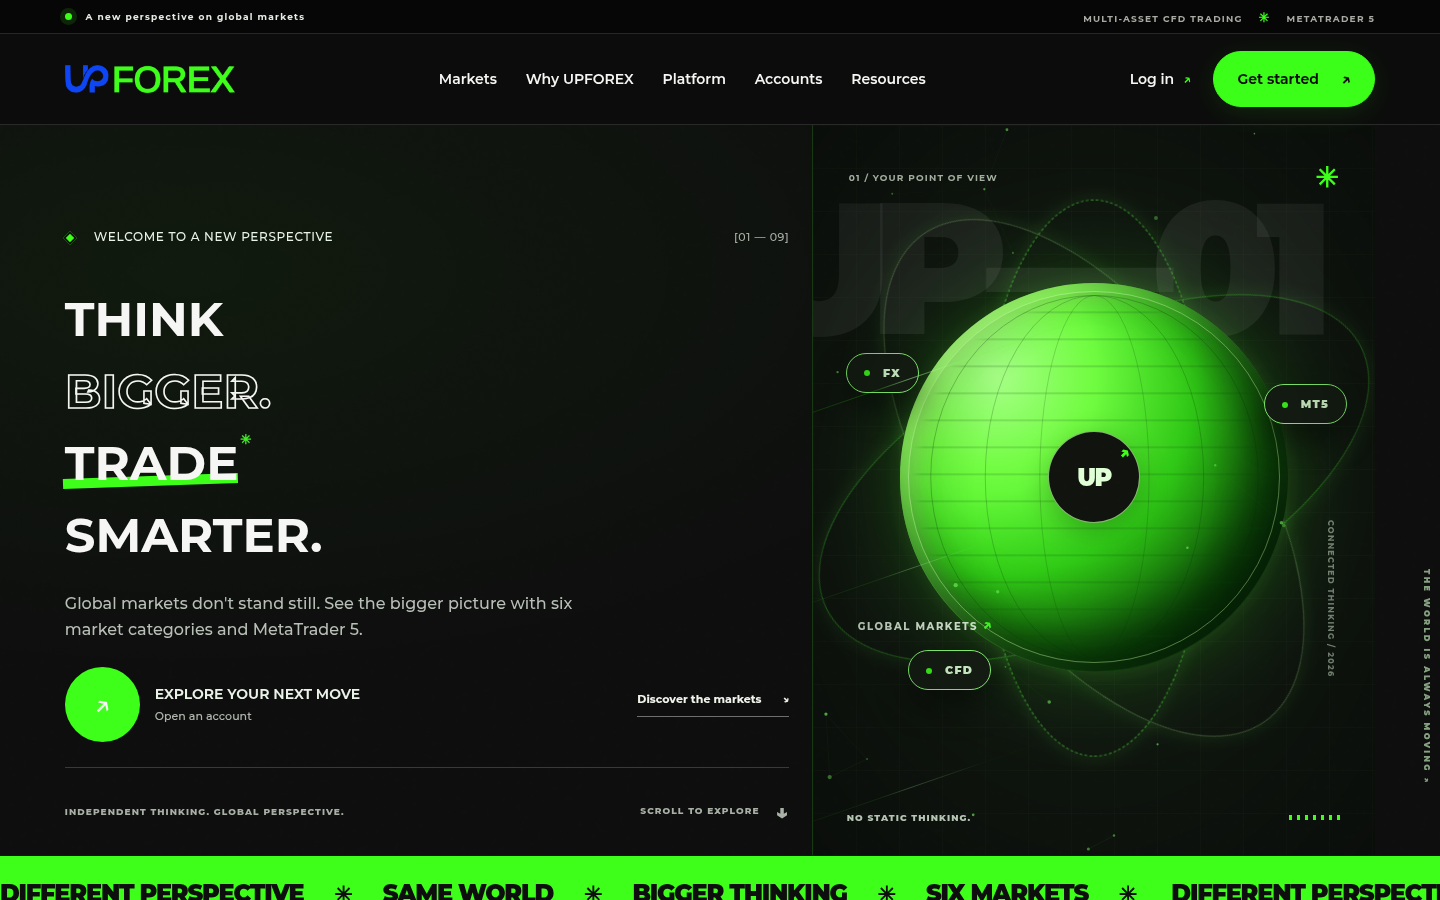 A new perspective on global markets
MULTI-ASSET CFD TRADING ✳ METATRADER 5
UPFOREX
Markets Why UPFOREX Platform Accounts Resources
Log in ↗ Get started ↗
WELCOME TO A NEW PERSPECTIVE
[01 — 09]
THINK
BIGGER.
TRADE*
SMARTER.
Global markets don't stand still. See the bigger picture with six
market categories and MetaTrader 5.
EXPLORE YOUR NEXT MOVE
Open an account
Discover the markets
INDEPENDENT THINKING. GLOBAL PERSPECTIVE.
SCROLL TO EXPLORE
01 / YOUR POINT OF VIEW
UP—01
FX
MT5
UP
GLOBAL MARKETS ↗
CFD
CONNECTED THINKING / 2026
NO STATIC THINKING.
THE WORLD IS ALWAYS MOVING
DIFFERENT PERSPECTIVE ✳ SAME WORLD ✳ BIGGER THINKING ✳ SIX MARKETS ✳ DIFFERENT PERSPECTI